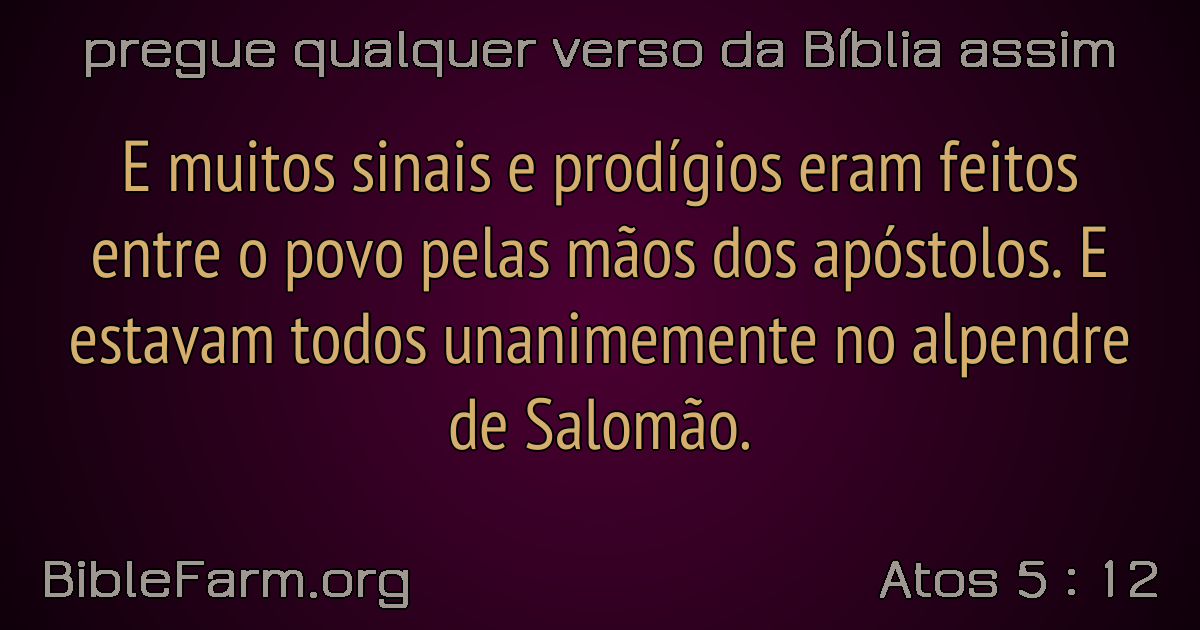 pregue qualquer verso da Bíblia assim
E muitos sinais e prodígios eram feitos
entre o povo pelas mãos dos apóstolos. E
estavam todos unanimemente no alpendre
de Salomão.
BibleFarm.org
Atos 5 : 12